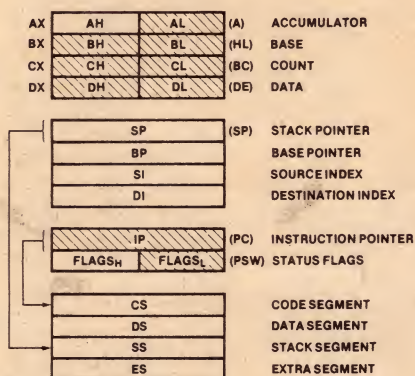 AX AH AL (A) ACCUMULATOR
BX BH BL (HL) BASE
CX CH CL (BC) COUNT
DX DH DL (DE) DATA
SP (SP) STACK POINTER
BP BASE POINTER
SI SOURCE INDEX
DI DESTINATION INDEX
IP (PC) INSTRUCTION POINTER
FLAGSH FLAGSL (PSW) STATUS FLAGS
CS CODE SEGMENT
DS DATA SEGMENT
SS STACK SEGMENT
ES EXTRA SEGMENT